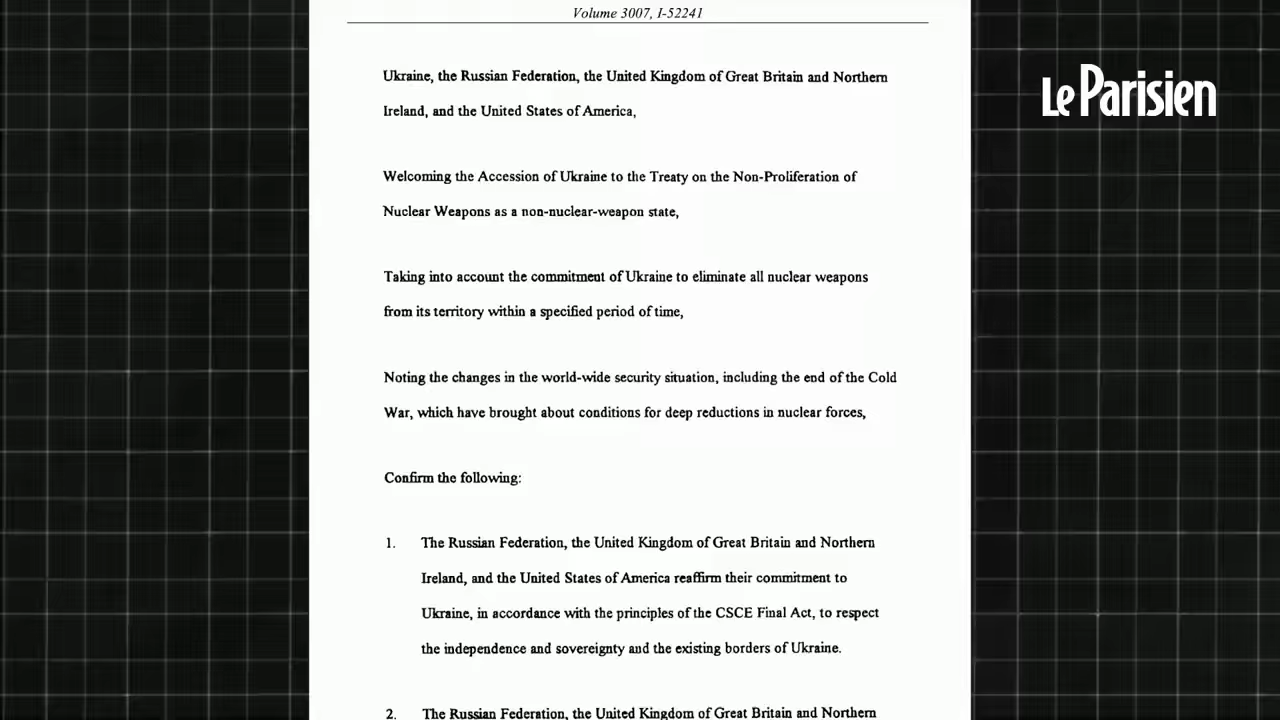 Volume 3007, I-52241
Le Parisien
Ukraine, the Russian Federation, the United Kingdom of Great Britain and Northern
Ireland, and the United States of America,
Welcoming the Accession of Ukraine to the Treaty on the Non-Proliferation of
Nuclear Weapons as a non-nuclear-weapon state,
Taking into account the commitment of Ukraine to eliminate all nuclear weapons
from its territory within a specified period of time,
Noting the changes in the world-wide security situation, including the end of the Cold
War, which have brought about conditions for deep reductions in nuclear forces,
Confirm the following:
1. The Russian Federation, the United Kingdom of Great Britain and Northern
Ireland, and the United States of America reaffirm their commitment to
Ukraine, in accordance with the principles of the CSCE Final Act, to respect
the independence and sovereignty and the existing borders of Ukraine.
2. The Russian Federation, the United Kingdom of Great Britain and Northern